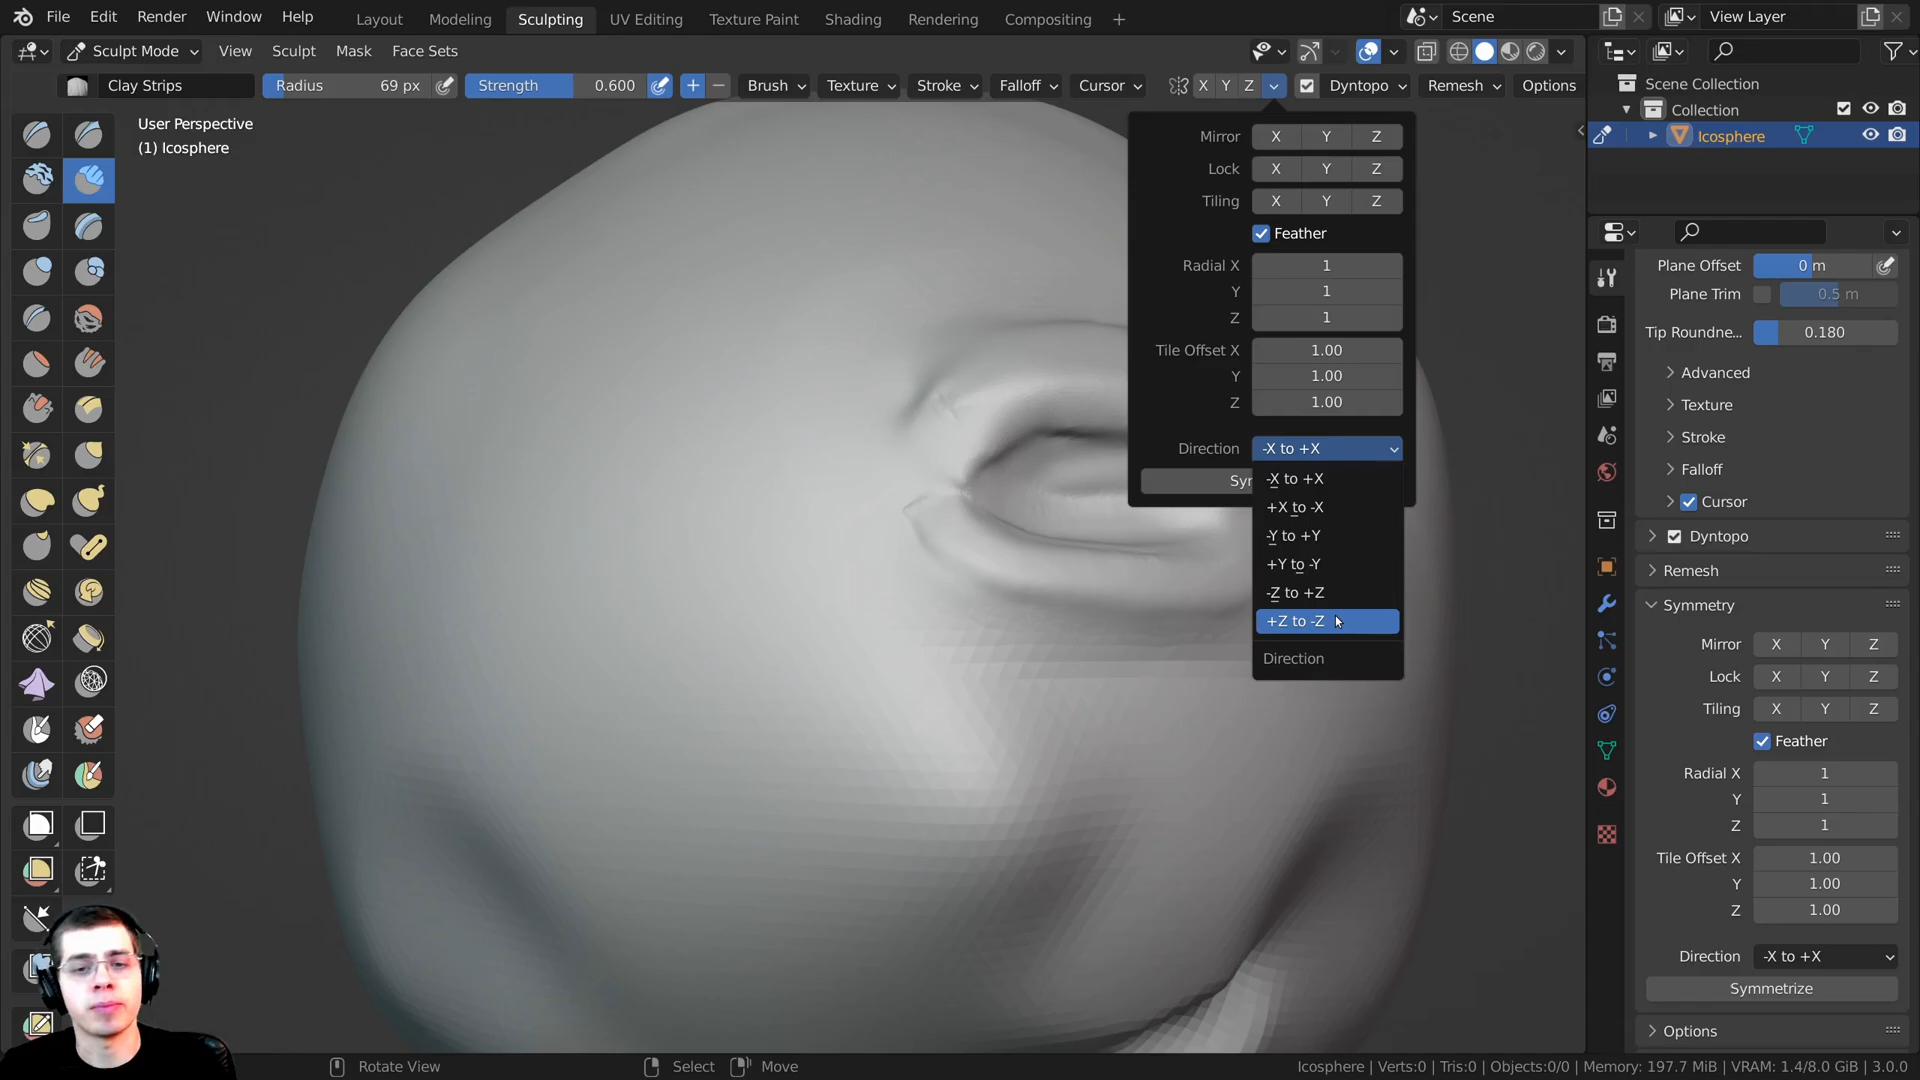 File Edit Render Window Help Layout Modeling Sculpting UV Editing Texture Paint Shading Rendering Compositing + Scene View Layer
Sculpt Mode View Sculpt Mask Face Sets
Clay Strips Radius 69 px Strength 0.600 Brush Texture Stroke Falloff Cursor X Y Z Dyntopo Remesh Options
User Perspective
(1) Icosphere
Mirror X Y Z
Lock X Y Z
Tiling X Y Z
Feather
Radial X 1
Y 1
Z 1
Tile Offset X 1.00
Y 1.00
Z 1.00
Direction -X to +X
Syr
-X to +X
+X to -X
-Y to +Y
+Y to -Y
-Z to +Z
+Z to -Z
Direction
Scene Collection
Collection
Icosphere
Plane Offset 0 m
Plane Trim 0.5 m
Tip Roundne... 0.180
Advanced
Texture
Stroke
Falloff
Cursor
Dyntopo
Remesh
Symmetry
Mirror X Y Z
Lock X Y Z
Tiling X Y Z
Feather
Radial X 1
Y 1
Z 1
Tile Offset X 1.00
Y 1.00
Z 1.00
Direction -X to +X
Symmetrize
Options
Rotate View Select Move Icosphere | Verts:0 | Tris:0 | Objects:0/0 | Memory: 197.7 MiB | VRAM: 1.4/8.0 GiB | 3.0.0